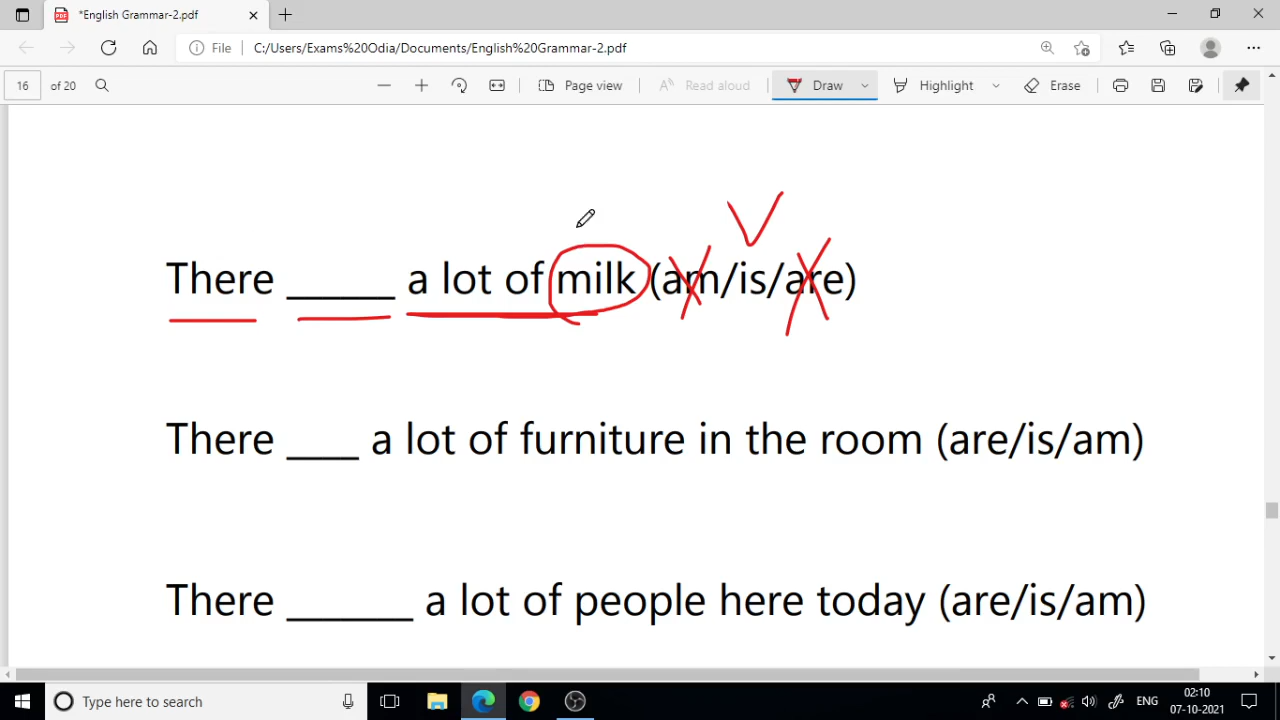 *English Grammar-2.pdf
File C:/Users/Exams%20Odia/Documents/English%20Grammar-2.pdf
16 of 20 Page view Read aloud Draw Highlight Erase
There ______ a lot of milk (am/is/are)
There ____ a lot of furniture in the room (are/is/am)
There _______ a lot of people here today (are/is/am)
Type here to search ENG 02:10
07-10-2021